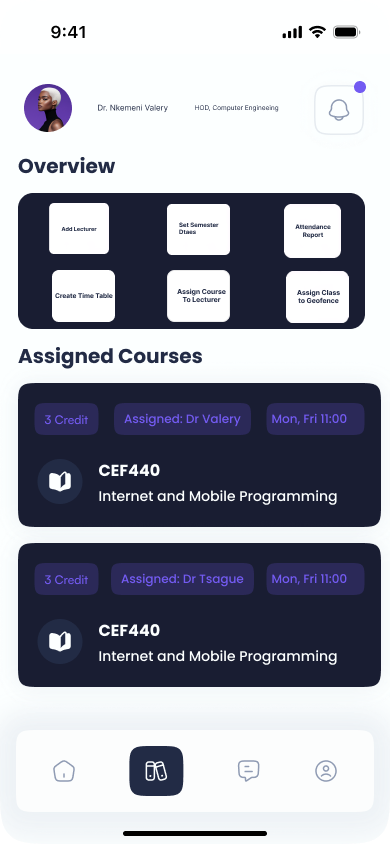 9:41
Dr. Nkemeni Valery
HOD, Computer Engineeing
Overview
Add Lecturer
Set Semester
Dtaes
Attendance
Report
Create Time Table
Assign Course
To Lecturer
Assign Class
to Geofence
Assigned Courses
3 Credit
Assigned: Dr Valery
Mon, Fri 11:00
CEF440
Internet and Mobile Programming
3 Credit
Assigned: Dr Tsague
Mon, Fri 11:00
CEF440
Internet and Mobile Programming